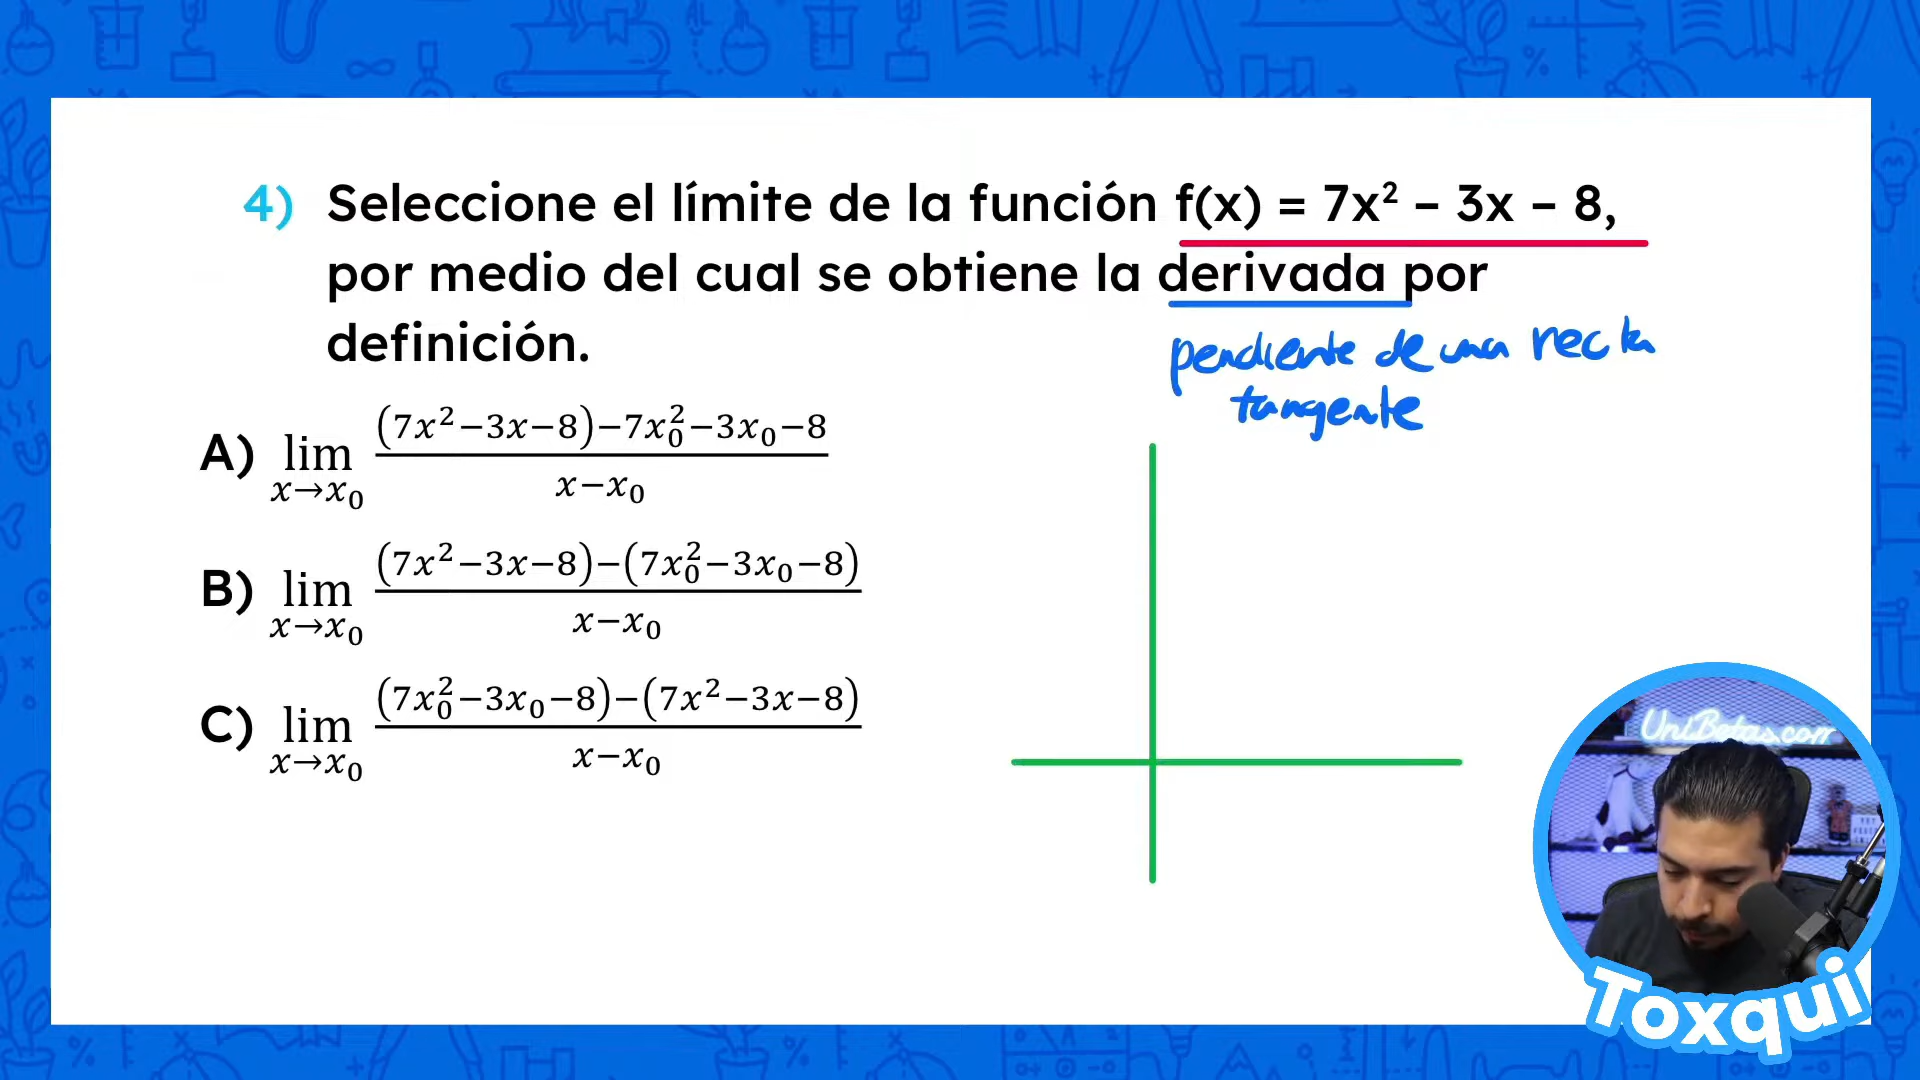 4) Seleccione el límite de la función f(x) = 7x² – 3x – 8,
por medio del cual se obtiene la derivada por
definición.
pendiente de una recta
tangente
A) lim x→x₀ (7x²−3x−8)−7x₀²−3x₀−8 / x−x₀
B) lim x→x₀ (7x²−3x−8)−(7x₀²−3x₀−8) / x−x₀
C) lim x→x₀ (7x₀²−3x₀−8)−(7x²−3x−8) / x−x₀
UniBetas.com
Toxqui